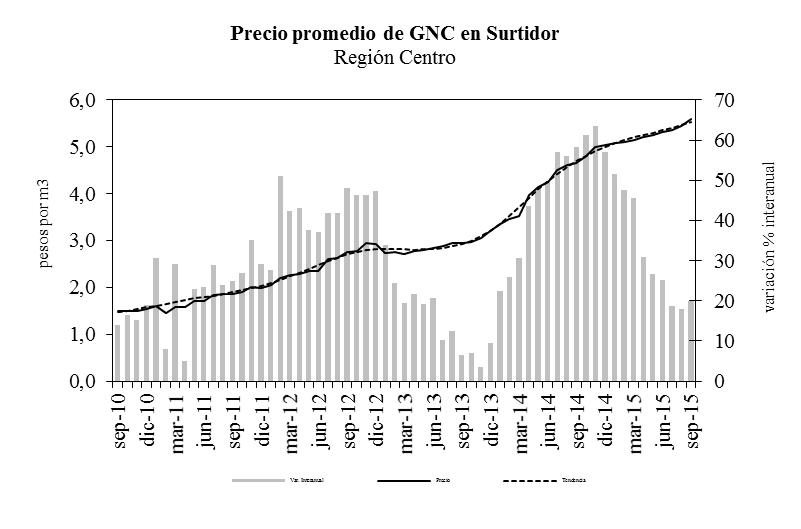 Precio promedio de GNC en Surtidor
Región Centro
pesos por m3
6,0
5,0
4,0
3,0
2,0
1,0
0,0
70
60
50
40
30
20
10
0
variación % interanual
sep-10
dic-10
mar-11
jun-11
sep-11
dic-11
mar-12
jun-12
sep-12
dic-12
mar-13
jun-13
sep-13
dic-13
mar-14
jun-14
sep-14
dic-14
mar-15
jun-15
sep-15
Var. Interanual
Precio
Tendencia